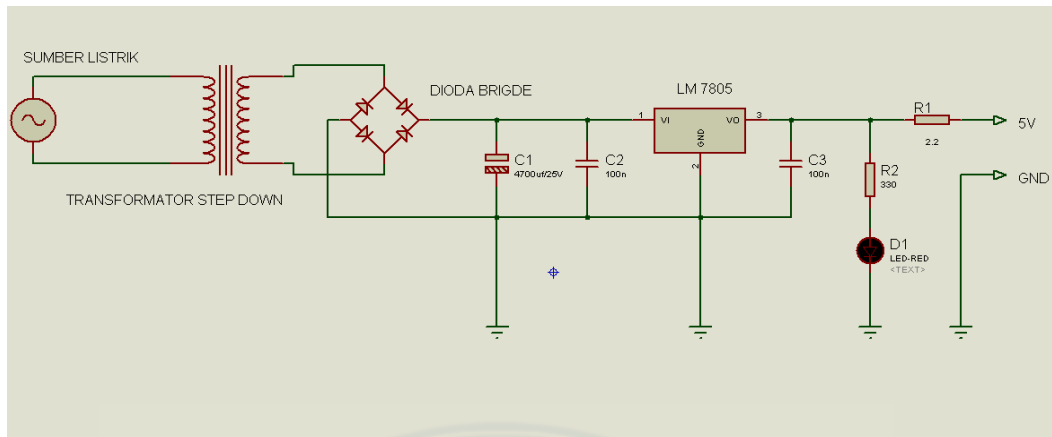 SUMBER LISTRIK
TRANSFORMATOR STEP DOWN
DIODA BRIGDE
C1
4700uf/25V
C2
100n
LM 7805
1
VI
VO
3
GND
2
C3
100n
R1
2.2
5V
R2
330
GND
D1
LED-RED
<TEXT>